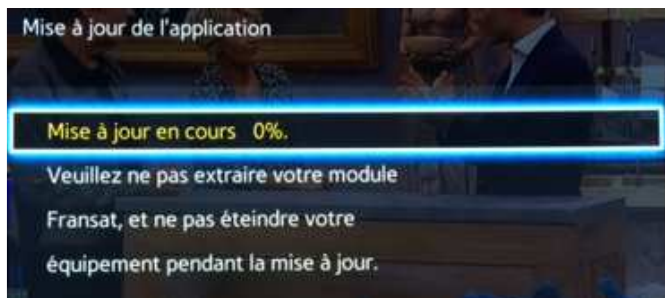 Mise à jour de l'application
Mise à jour en cours 0%.
Veuillez ne pas extraire votre module
Fransat, et ne pas éteindre votre
équipement pendant la mise à jour.